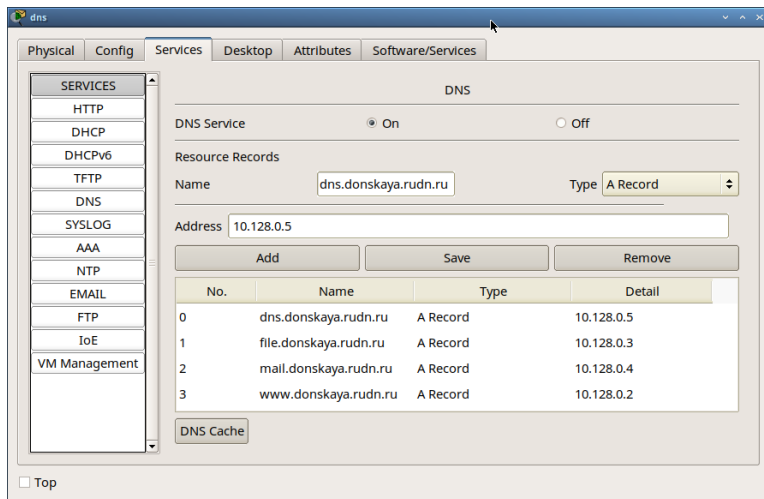 dns
Physical Config Services Desktop Attributes Software/Services
SERVICES
HTTP
DHCP
DHCPv6
TFTP
DNS
SYSLOG
AAA
NTP
EMAIL
FTP
IoE
VM Management
DNS
DNS Service On Off
Resource Records
Name dns.donskaya.rudn.ru Type A Record
Address 10.128.0.5
Add Save Remove
No. Name Type Detail
0 dns.donskaya.rudn.ru A Record 10.128.0.5
1 file.donskaya.rudn.ru A Record 10.128.0.3
2 mail.donskaya.rudn.ru A Record 10.128.0.4
3 www.donskaya.rudn.ru A Record 10.128.0.2
DNS Cache
Top